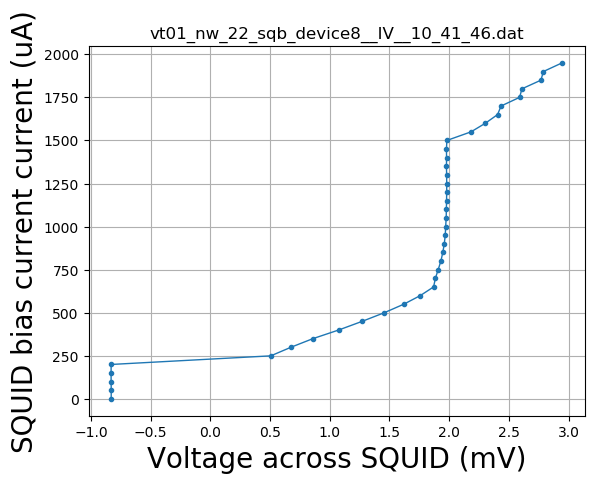 vt01_nw_22_sqb_device8__IV__10_41_46.dat
SQUID bias current current (uA)
2000
1750
1500
1250
1000
750
500
250
0
−1.0 −0.5 0.0 0.5 1.0 1.5 2.0 2.5 3.0
Voltage across SQUID (mV)